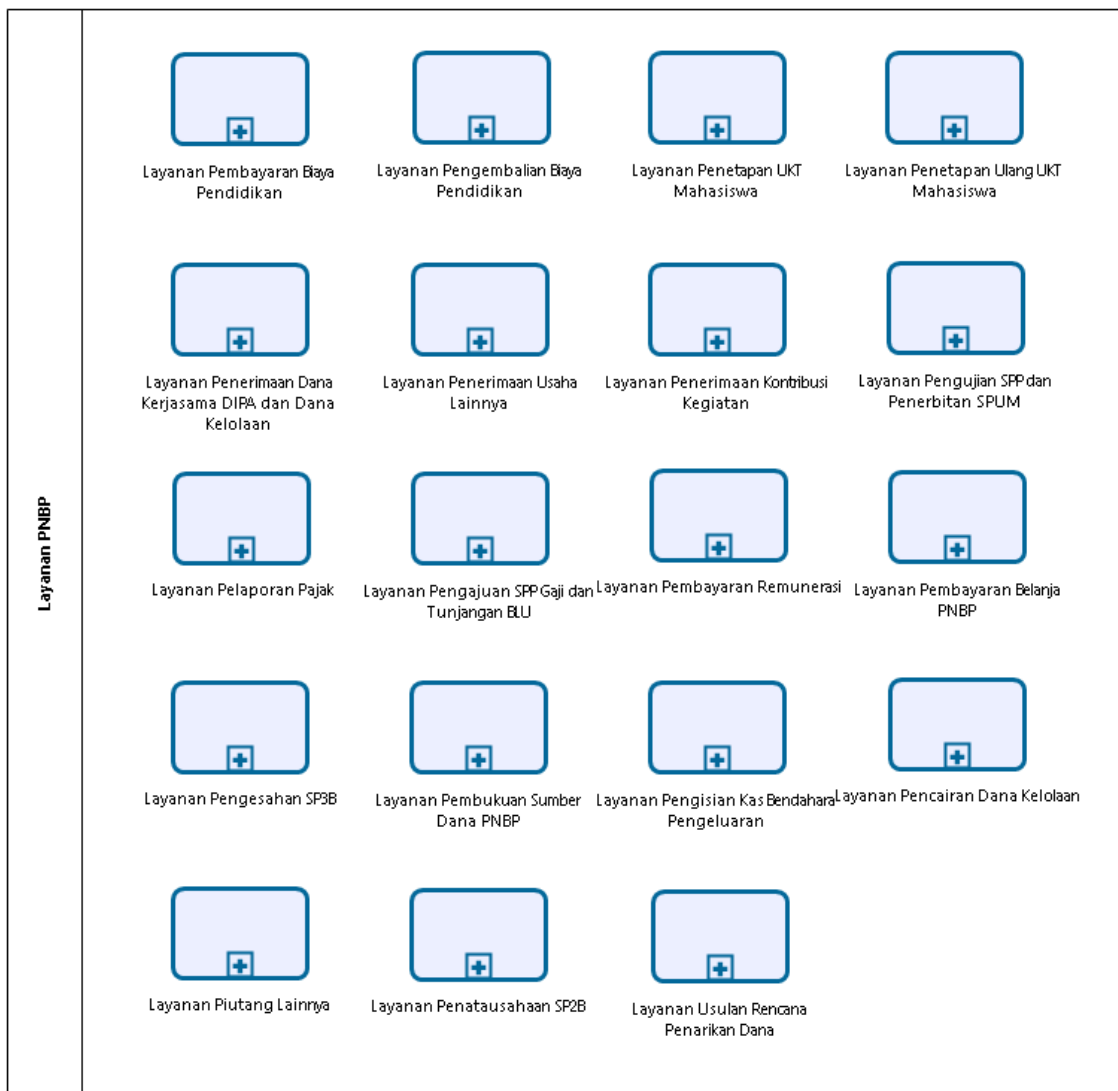 Layanan PNBP
Layanan Pembayaran Biaya
Pendidikan
Layanan Pengembalian Biaya
Pendidikan
Layanan Penetapan UKT
Mahasiswa
Layanan Penetapan Ulang UKT
Mahasiswa
Layanan Penerimaan Dana
Kerjasama DIPA dan Dana
Kelolaan
Layanan Penerimaan Usaha
Lainnya
Layanan Penerimaan Kontribusi
Kegiatan
Layanan Pengujian SPP dan
Penerbitan SPUM
Layanan Pelaporan Pajak
Layanan Pengajuan SPP Gaji dan
Tunjangan BLU
Layanan Pembayaran Remunerasi
Layanan Pembayaran Belanja
PNBP
Layanan Pengesahan SP3B
Layanan Pembukuan Sumber
Dana PNBP
Layanan Pengisian Kas Bendahara
Pengeluaran
Layanan Pencairan Dana Kelolaan
Layanan Piutang Lainnya
Layanan Penatausahaan SP2B
Layanan Usulan Rencana
Penarikan Dana